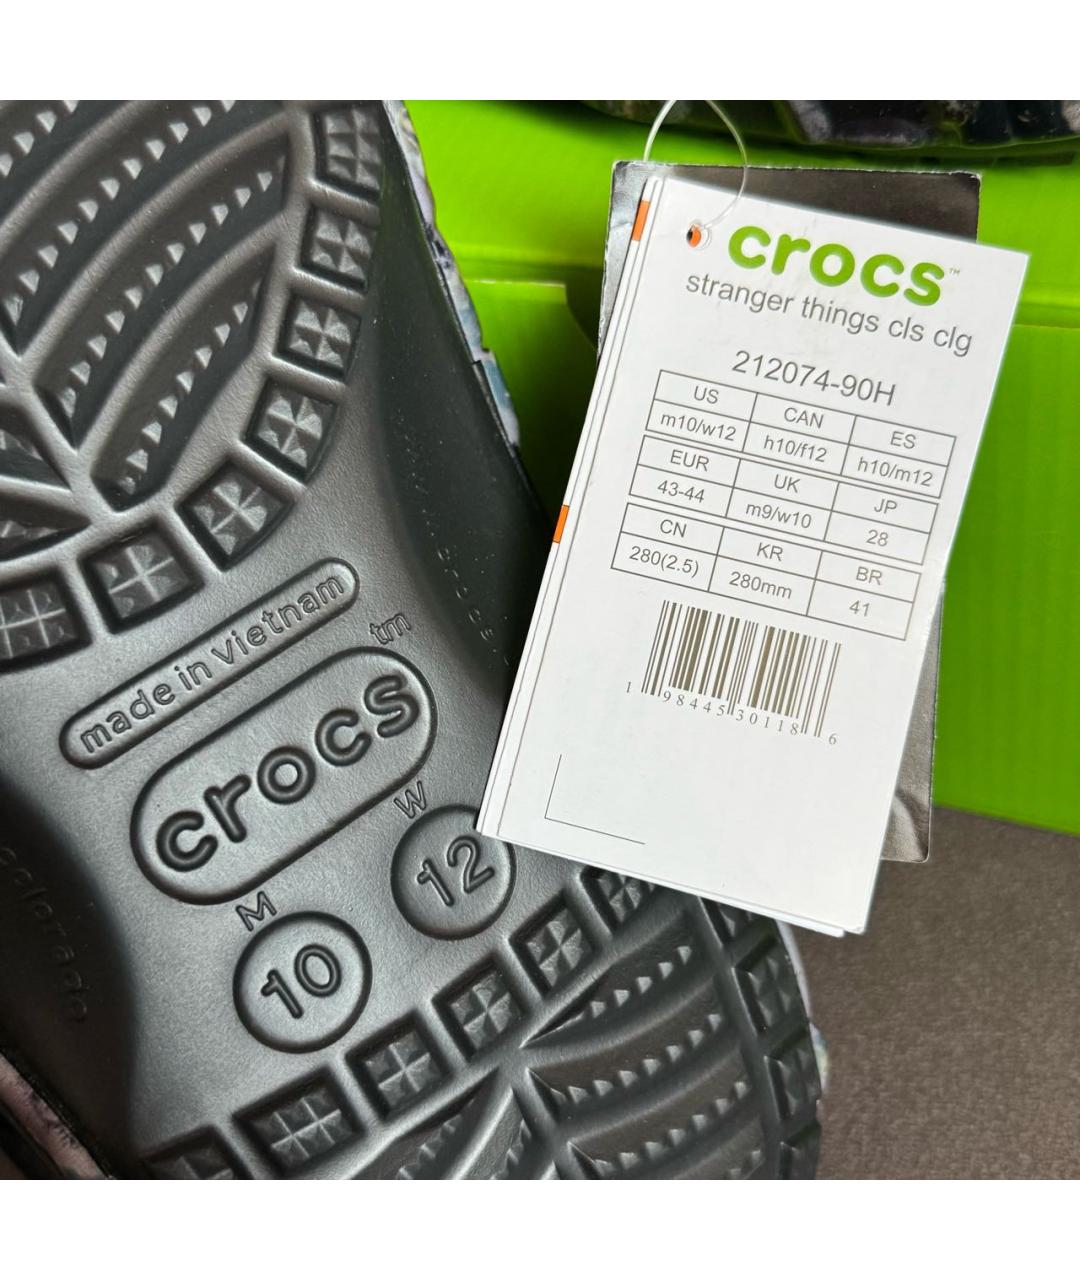 crocs™
stranger things cls clg
212074-90H
US CAN ES
m10/w12 h10/f12 h10/m12
EUR UK JP
43-44 m9/w10 28
CN KR BR
280(2.5) 280mm 41
1 98445 30118 6
made in vietnam
crocs tm
M W
10 12
crocs
colorado